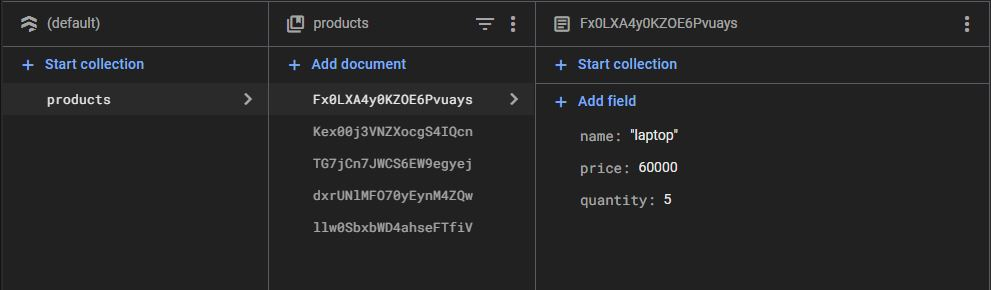 (default)
products
Fx0LXA4y0KZOE6Pvuays
+ Start collection
+ Add document
+ Start collection
products
Fx0LXA4y0KZOE6Pvuays
Kex00j3VNZXocgS4IQcn
TG7jCn7JWCS6EW9egyej
dxrUNlMFO70yEynM4ZQw
llw0SbxbWD4ahseFTfiV
+ Add field
name: "laptop"
price: 60000
quantity: 5